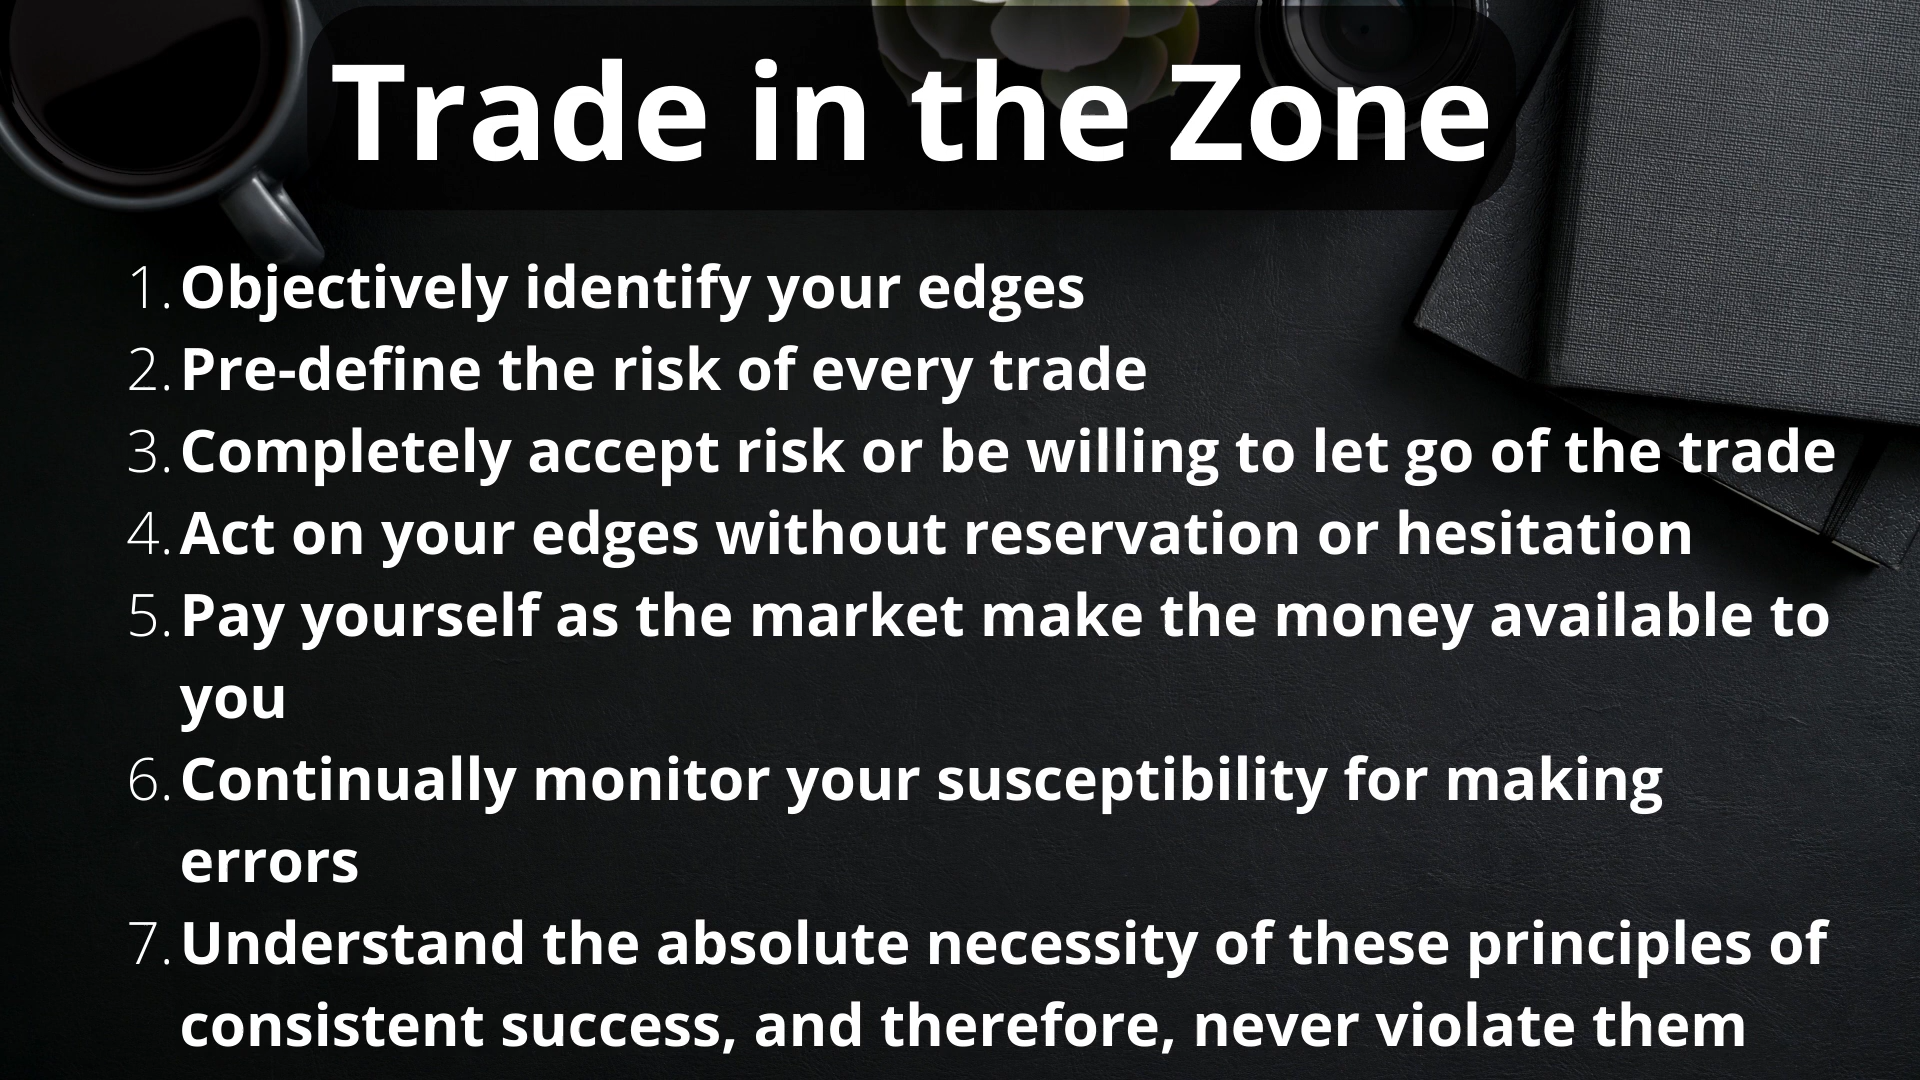 Trade in the Zone
1. Objectively identify your edges
2. Pre-define the risk of every trade
3. Completely accept risk or be willing to let go of the trade
4. Act on your edges without reservation or hesitation
5. Pay yourself as the market make the money available to
you
6. Continually monitor your susceptibility for making
errors
7. Understand the absolute necessity of these principles of
consistent success, and therefore, never violate them